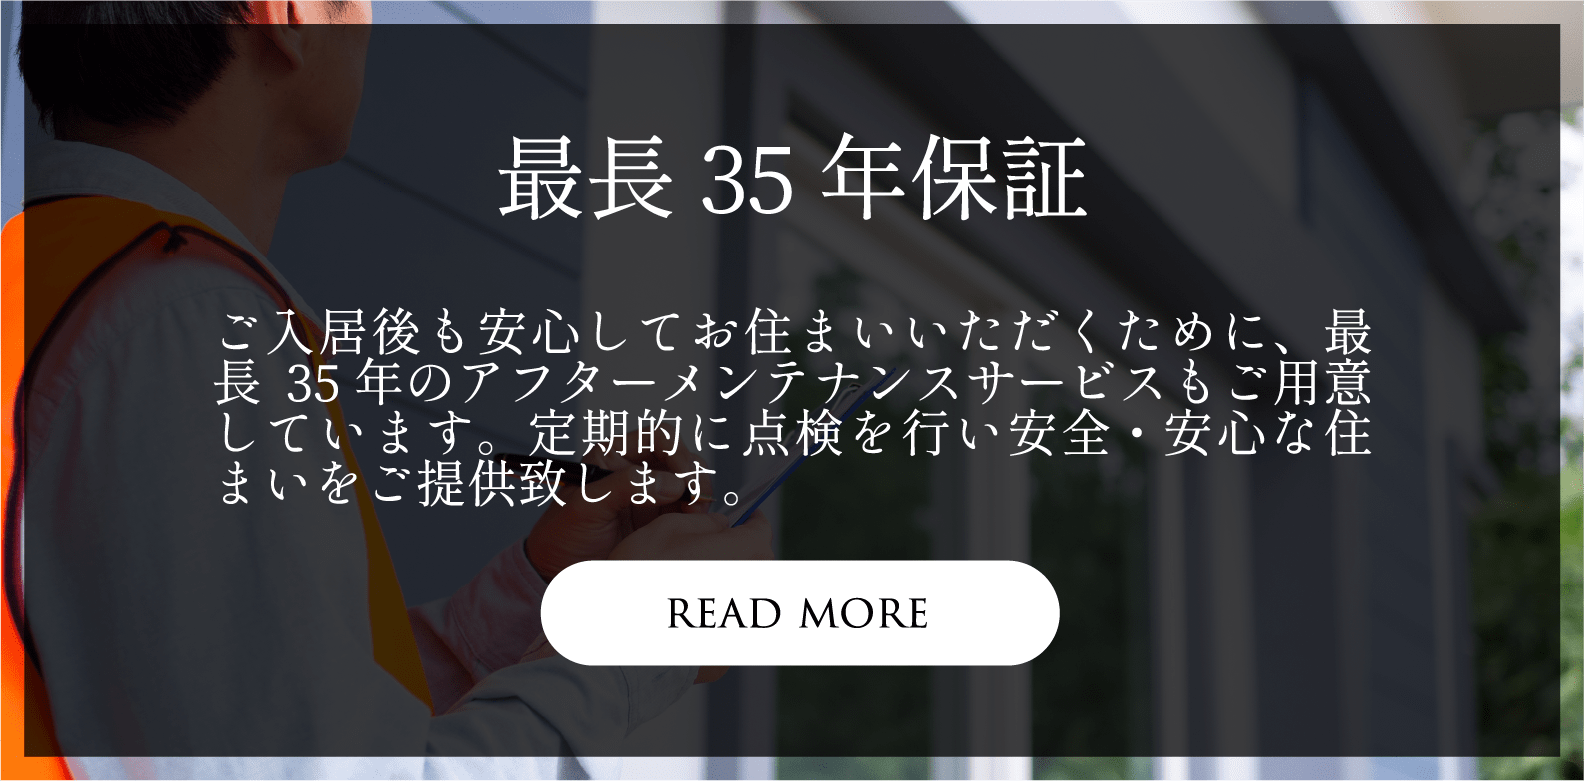 最長 35 年保証
ご入居後も安心してお住まいいただくために、最
長 35 年のアフターメンテナンスサービスもご用意
しています。定期的に点検を行い安全・安心な住
まいをご提供致します。
READ MORE